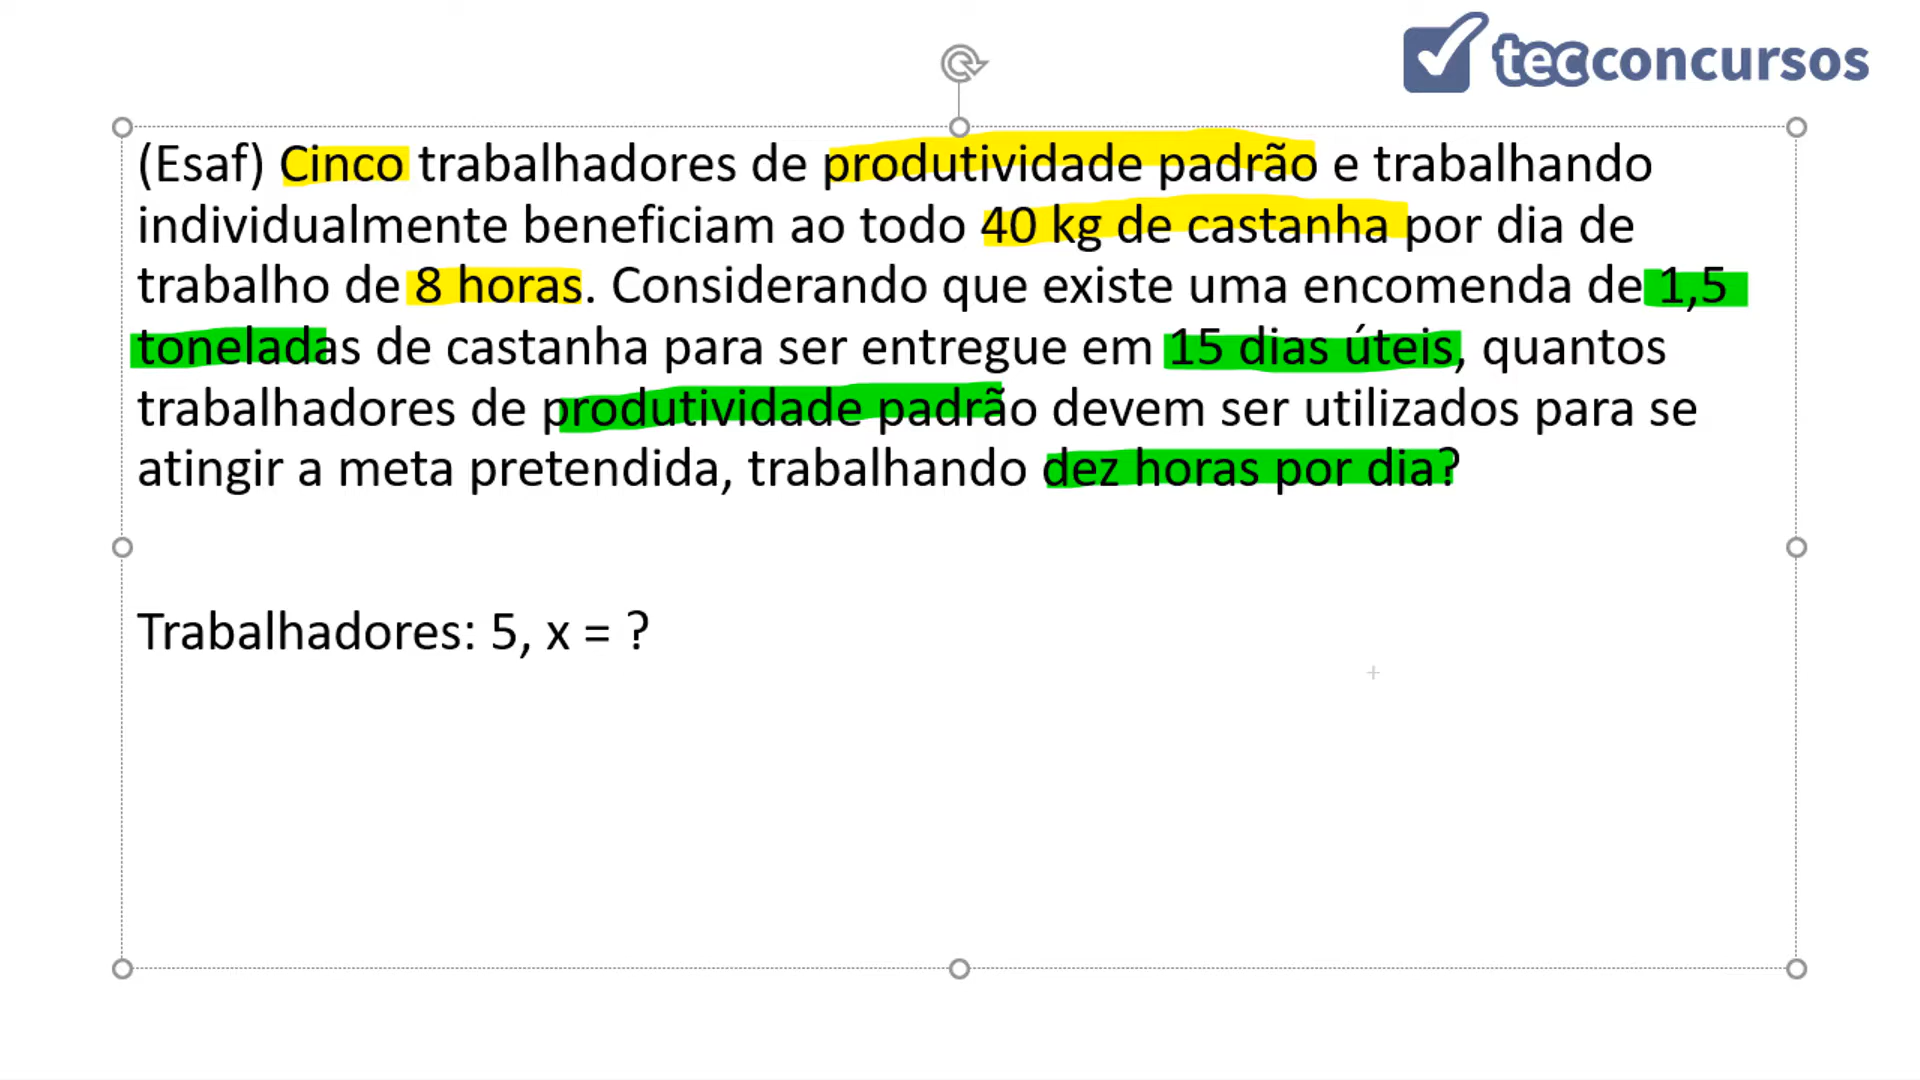 tecconcursos
(Esaf) Cinco trabalhadores de produtividade padrão e trabalhando
individualmente beneficiam ao todo 40 kg de castanha por dia de
trabalho de 8 horas. Considerando que existe uma encomenda de 1,5
toneladas de castanha para ser entregue em 15 dias úteis, quantos
trabalhadores de produtividade padrão devem ser utilizados para se
atingir a meta pretendida, trabalhando dez horas por dia?
Trabalhadores: 5, x = ?